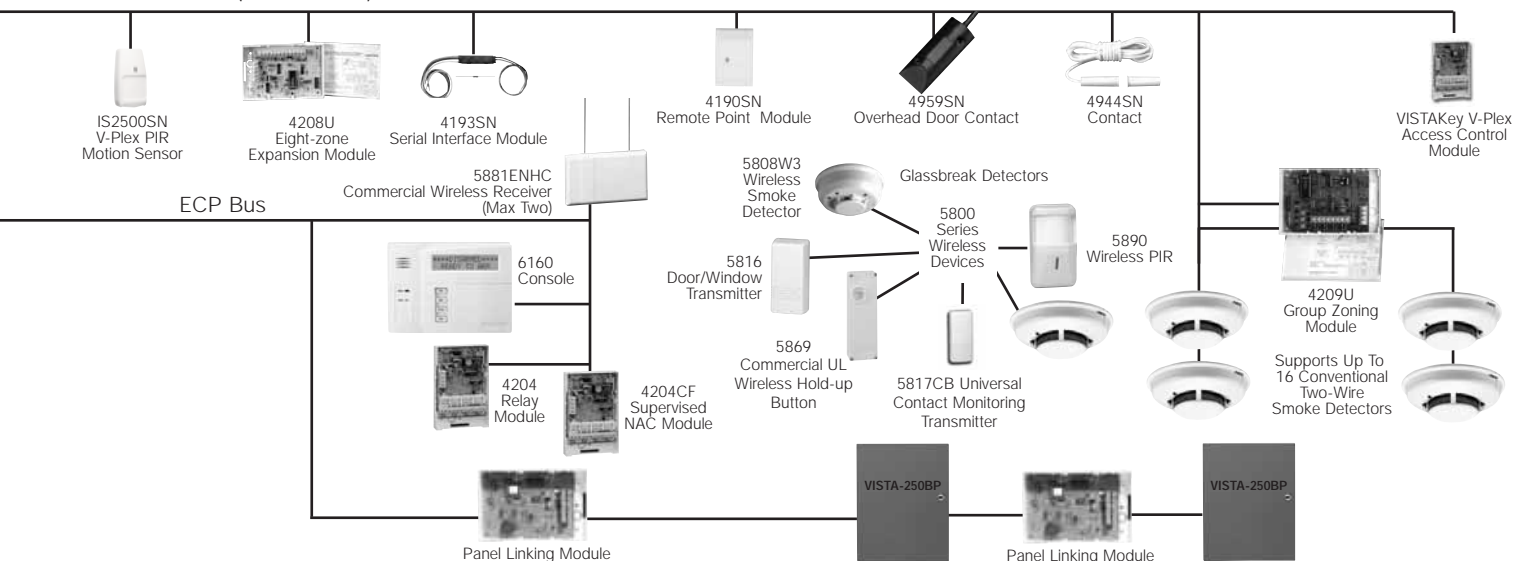 IS2500SN
V-Plex PIR
Motion Sensor
4208U
Eight-zone
Expansion Module
4193SN
Serial Interface Module
4190SN
Remote Point Module
4959SN
Overhead Door Contact
4944SN
Contact
VISTAKey V-Plex
Access Control
Module
5881ENHC
Commercial Wireless Receiver
(Max Two)
ECP Bus
6160
Console
4204
Relay
Module
4204CF
Supervised
NAC Module
5808W3
Wireless
Smoke
Detector
Glassbreak Detectors
5800
Series
Wireless
Devices
5890
Wireless PIR
5816
Door/Window
Transmitter
5869
Commercial UL
Wireless Hold-up
Button
5817CB Universal
Contact Monitoring
Transmitter
4209U
Group Zoning
Module
Supports Up To
16 Conventional
Two-Wire
Smoke Detectors
Panel Linking Module
VISTA-250BP
Panel Linking Module
VISTA-250BP